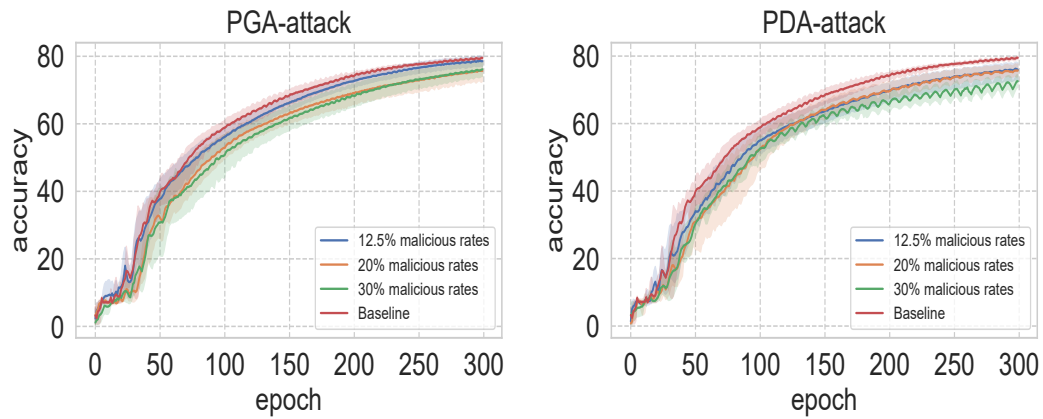 PGA-attack
80
60
40
20
0
accuracy
0 50 100 150 200 250 300
epoch
12.5% malicious rates
20% malicious rates
30% malicious rates
Baseline
PDA-attack
80
60
40
20
0
accuracy
0 50 100 150 200 250 300
epoch
12.5% malicious rates
20% malicious rates
30% malicious rates
Baseline